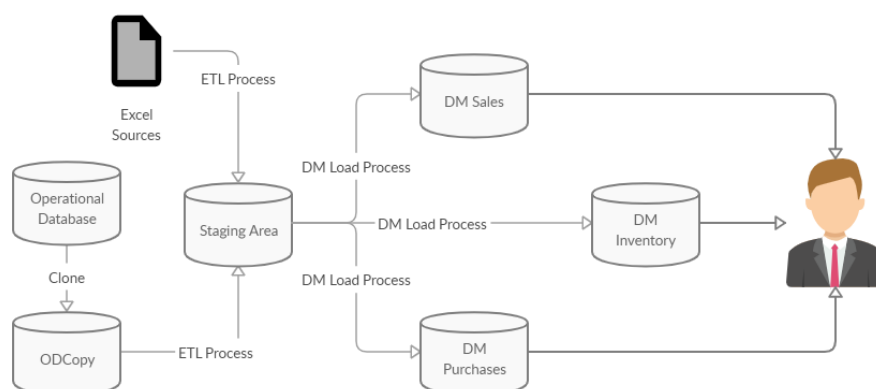 ETL Process
Excel
Sources
DM Sales
DM Load Process
Operational
Database
Staging Area
DM Load Process
DM
Inventory
Clone
DM Load Process
ODCopy
ETL Process
DM
Purchases